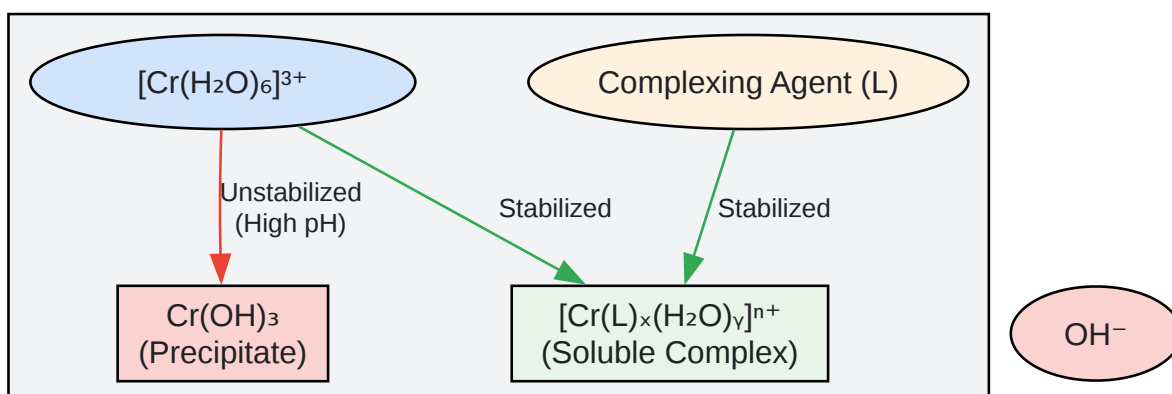 [Cr(H₂O)₆]³⁺
Complexing Agent (L)
Unstabilized
(High pH)
Stabilized
Stabilized
Cr(OH)₃
(Precipitate)
[Cr(L)ₓ(H₂O)ᵧ]ⁿ⁺
(Soluble Complex)
OH⁻